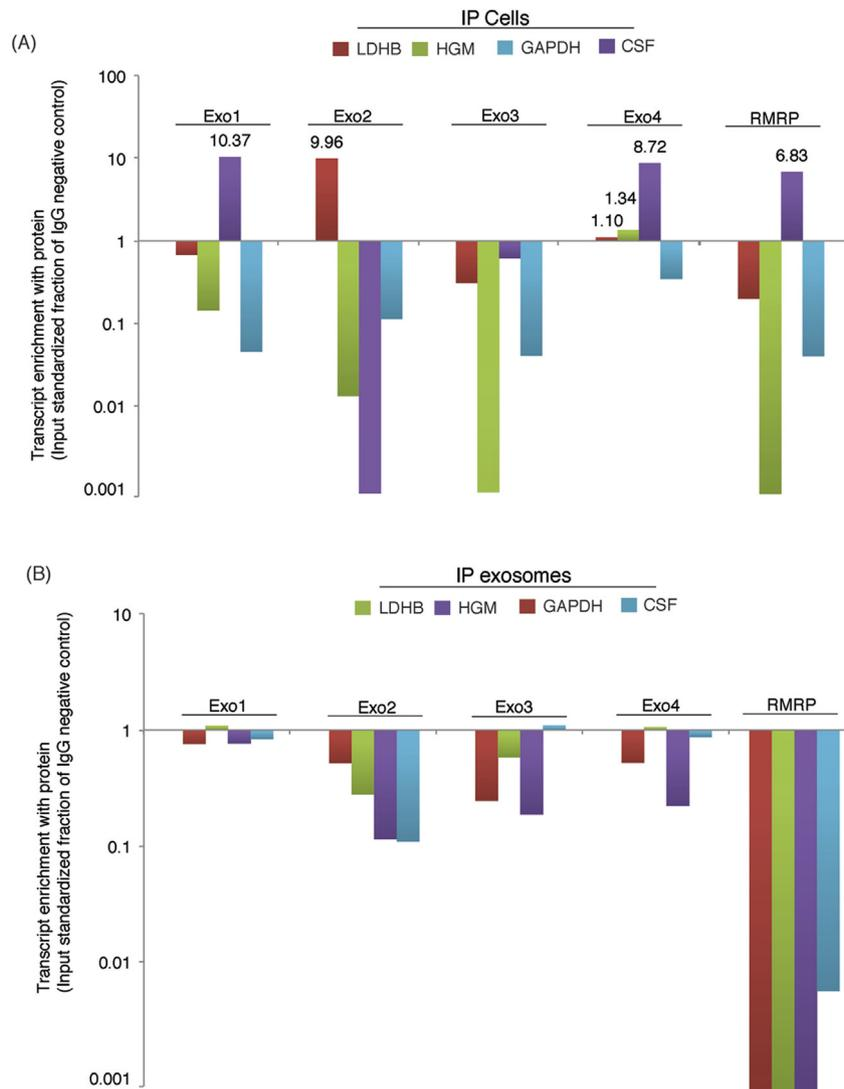 (A)
IP Cells
LDHB HGM GAPDH CSF
Transcript enrichment with protein
(Input standardized fraction of IgG negative control)
100
10
1
0.1
0.01
0.001
Exo1 Exo2 Exo3 Exo4 RMRP
10.37
9.96
1.10
1.34
8.72
6.83
(B)
IP exosomes
LDHB HGM GAPDH CSF
Transcript enrichment with protein
(Input standardized fraction of IgG negative control)
10
1
0.1
0.01
0.001
Exo1 Exo2 Exo3 Exo4 RMRP